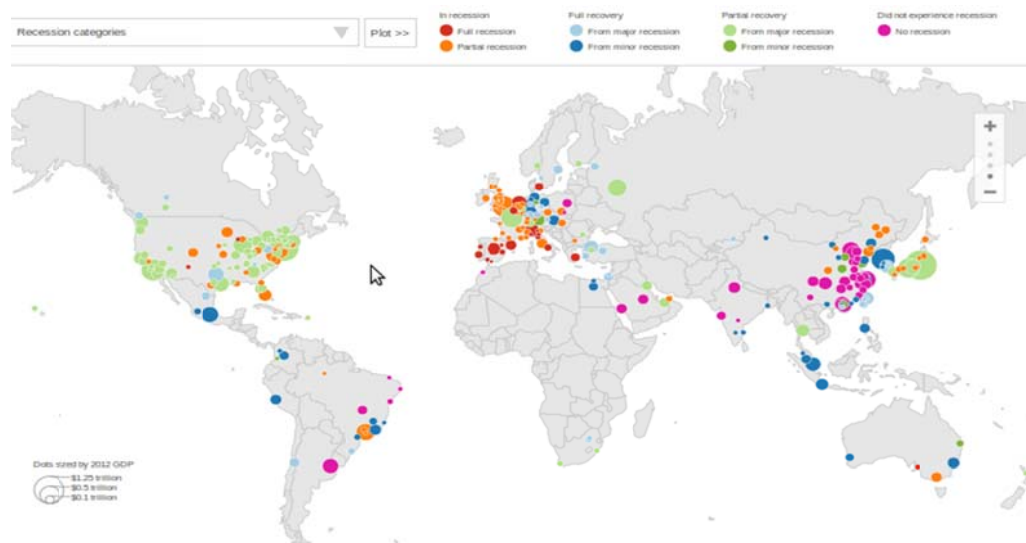 Recession categories
Plot >>
In recession
Full recession
Partial recession
Full recovery
From major recession
From minor recession
Partial recovery
From major recession
From minor recession
Did not experience recession
No recession
+
−
Dots sized by 2012 GDP
$1.25 trillion
$0.5 trillion
$0.1 trillion